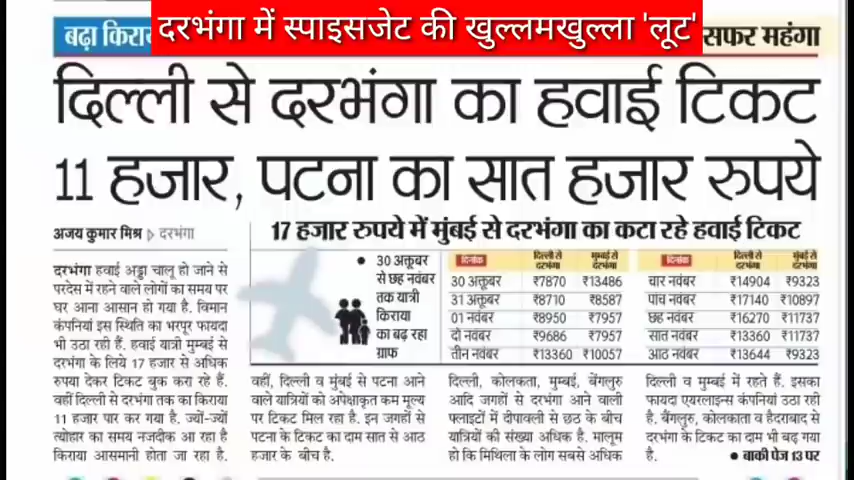 दरभंगा में स्पाइसजेट की खुल्लमखुल्ला 'लूट'
बढ़ा किराया
सफर महंगा
दिल्ली से दरभंगा का हवाई टिकट
11 हजार, पटना का सात हजार रुपये
अजय कुमार मिश्र ▷ दरभंगा
दरभंगा हवाई अड्डा चालू हो जाने से
परदेस में रहने वाले लोगों का समय पर
घर आना आसान हो गया है. विमान
कंपनियां इस स्थिति का भरपूर फायदा
भी उठा रही हैं. हवाई यात्री मुम्बई से
दरभंगा के लिये 17 हजार से अधिक
रुपया देकर टिकट बुक करा रहे हैं.
वहीं दिल्ली से दरभंगा तक का किराया
11 हजार पार कर गया है. ज्यों-ज्यों
त्योहार का समय नजदीक आ रहा है
किराया आसमानी होता जा रहा है.
17 हजार रुपये में मुंबई से दरभंगा का कटा रहे हवाई टिकट
• 30 अक्तूबर
से छह नवंबर
तक यात्री
किराया
का बढ़ रहा
ग्राफ
दिनांक दिल्ली से दरभंगा मुम्बई से दरभंगा
30 अक्तूबर ₹7870 ₹13486
31 अक्तूबर ₹8710 ₹8587
01 नवंबर ₹8950 ₹7957
दो नवंबर ₹9686 ₹7957
तीन नवंबर ₹13360 ₹10057
दिनांक दिल्ली से दरभंगा मुंबई से दरभंगा
चार नवंबर ₹14904 ₹9323
पांच नवंबर ₹17140 ₹10897
छह नवंबर ₹16270 ₹11737
सात नवंबर ₹13360 ₹11737
आठ नवंबर ₹13644 ₹9323
वहीं, दिल्ली व मुंबई से पटना आने
वाले यात्रियों को अपेक्षाकृत कम मूल्य
पर टिकट मिल रहा है. इन जगहों से
पटना के टिकट का दाम सात से आठ
हजार के बीच है.
दिल्ली, कोलकता, मुम्बई, बेंगलुरु
आदि जगहों से दरभंगा आने वाली
फ्लाइटों में दीपावली से छठ के बीच
यात्रियों की संख्या अधिक है. मालूम
हो कि मिथिला के लोग सबसे अधिक
दिल्ली व मुम्बई में रहते हैं. इसका
फायदा एयरलाइन्स कंपनियां उठा रही
है. बैंगलुरु, कोलकाता व हैदराबाद से
दरभंगा के टिकट का दाम भी बढ़ गया
है.
• बाकी पेज 13 पर